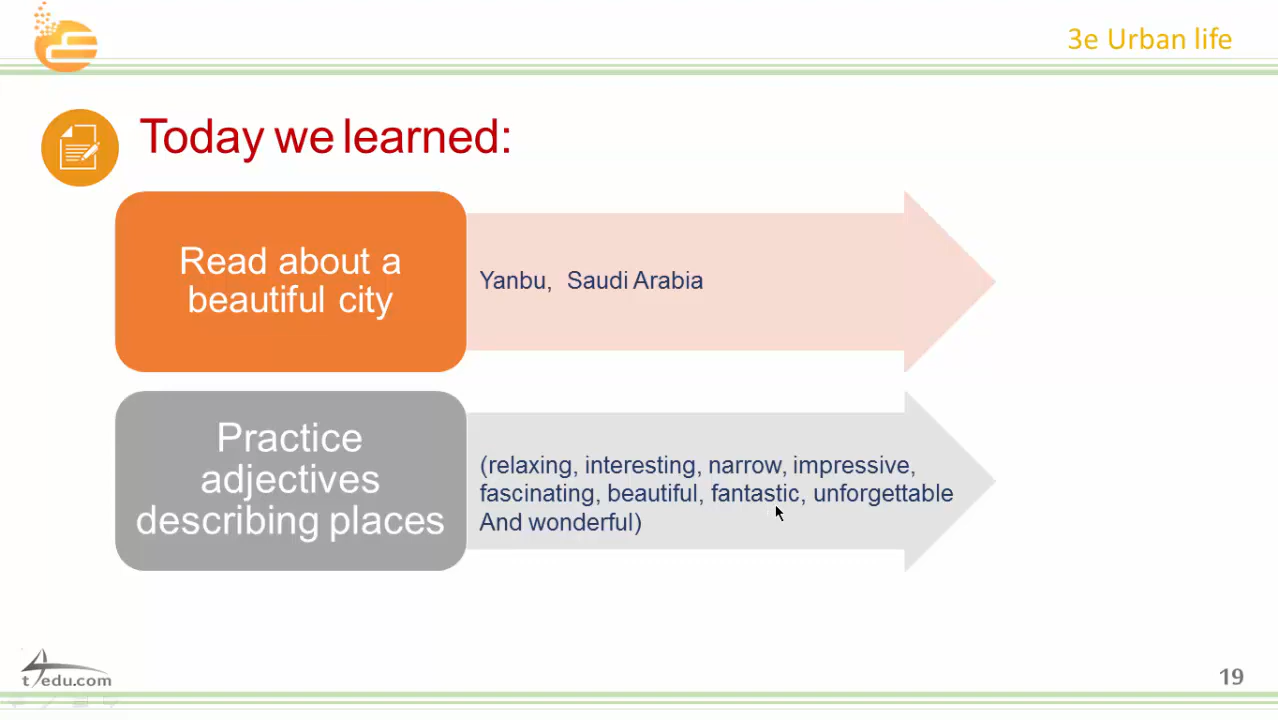 3e Urban life
Today we learned:
Read about a
beautiful city
Yanbu, Saudi Arabia
Practice
adjectives
describing places
(relaxing, interesting, narrow, impressive,
fascinating, beautiful, fantastic, unforgettable
And wonderful)
t4edu.com
19